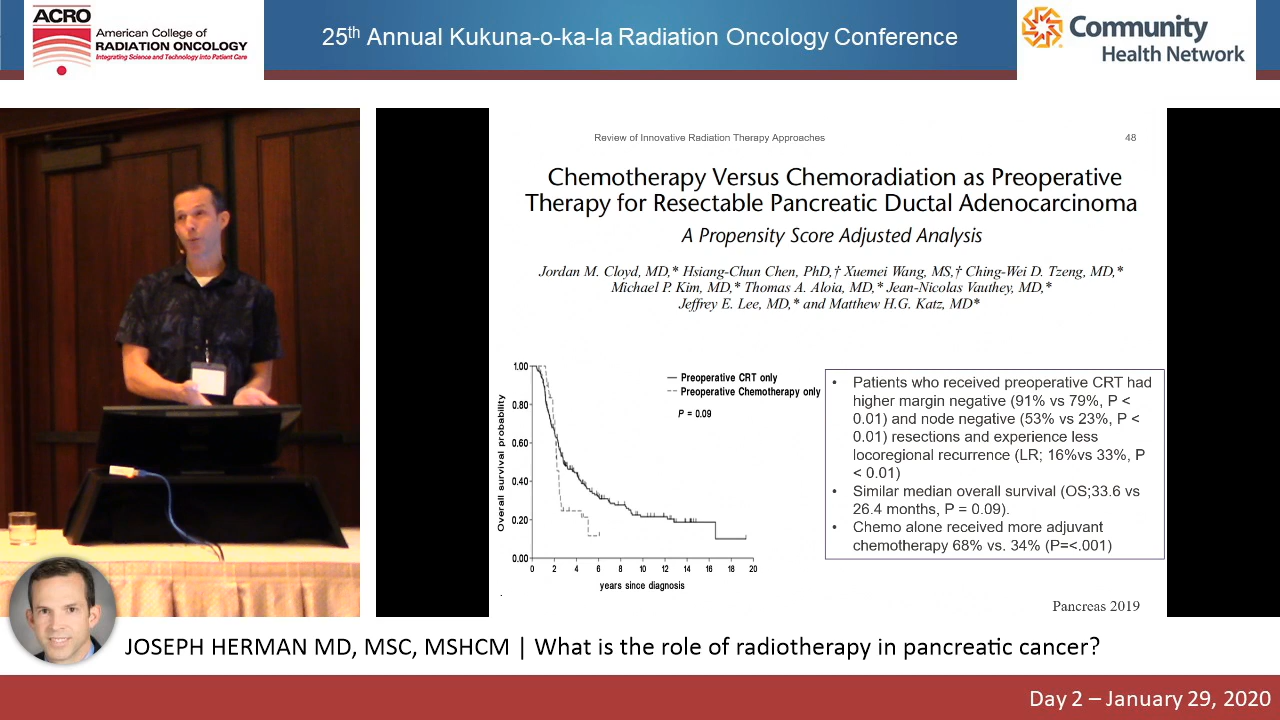 ACRO
American College of
RADIATION ONCOLOGY
Integrating Science and Technology Into Patient Care
25th Annual Kukuna-o-ka-la Radiation Oncology Conference
Community
Health Network
Review of Innovative Radiation Therapy Approaches
48
Chemotherapy Versus Chemoradiation as Preoperative
Therapy for Resectable Pancreatic Ductal Adenocarcinoma
A Propensity Score Adjusted Analysis
Jordan M. Cloyd, MD,* Hsiang-Chun Chen, PhD,† Xuemei Wang, MS,† Ching-Wei D. Tzeng, MD,*
Michael P. Kim, MD,* Thomas A. Aloia, MD,* Jean-Nicolas Vauthey, MD,*
Jeffrey E. Lee, MD,* and Matthew H.G. Katz, MD*
Overall survival probability
1.00
0.80
0.60
0.40
0.20
0.00
0 2 4 6 8 10 12 14 16 18 20
years since diagnosis
Preoperative CRT only
Preoperative Chemotherapy only
P = 0.09
• Patients who received preoperative CRT had
higher margin negative (91% vs 79%, P <
0.01) and node negative (53% vs 23%, P <
0.01) resections and experience less
locoregional recurrence (LR; 16%vs 33%, P
< 0.01)
• Similar median overall survival (OS;33.6 vs
26.4 months, P = 0.09).
• Chemo alone received more adjuvant
chemotherapy 68% vs. 34% (P=<.001)
Pancreas 2019
JOSEPH HERMAN MD, MSC, MSHCM | What is the role of radiotherapy in pancreatic cancer?
Day 2 – January 29, 2020